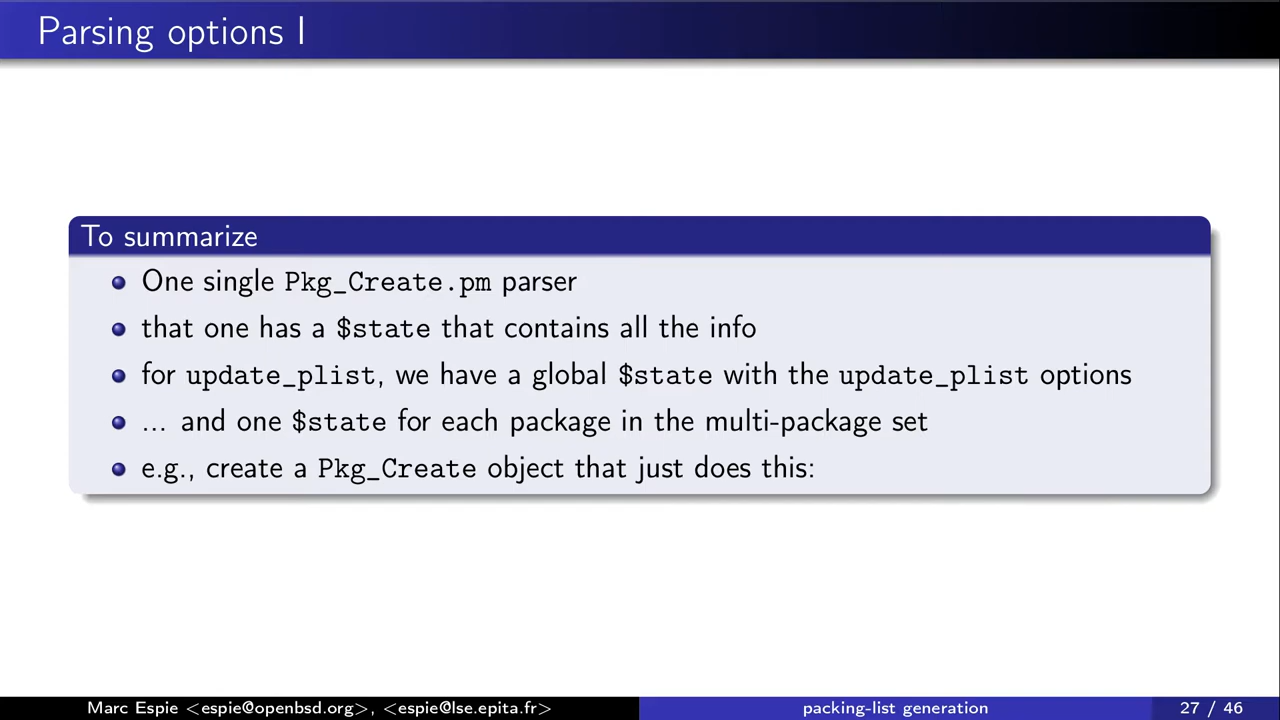 Parsing options I
To summarize
One single Pkg_Create.pm parser
that one has a $state that contains all the info
for update_plist, we have a global $state with the update_plist options
... and one $state for each package in the multi-package set
e.g., create a Pkg_Create object that just does this:
Marc Espie <espie@openbsd.org>, <espie@lse.epita.fr>
packing-list generation
27 / 46